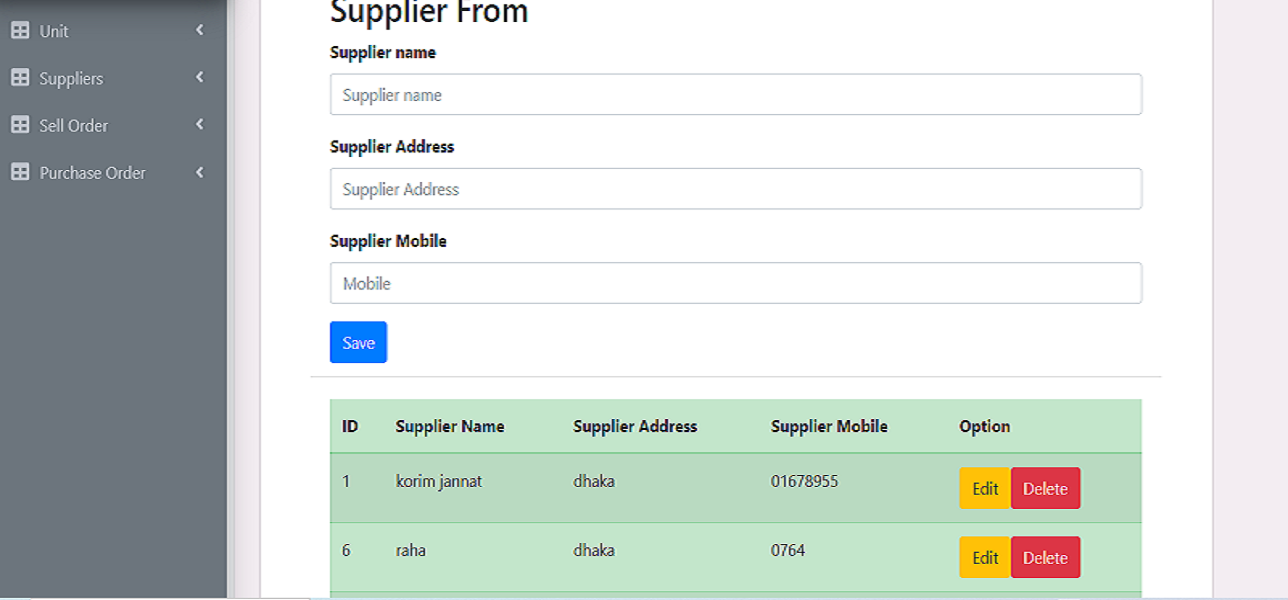 Unit
Suppliers
Sell Order
Purchase Order
Supplier From
Supplier name
Supplier name
Supplier Address
Supplier Address
Supplier Mobile
Mobile
Save
ID Supplier Name Supplier Address Supplier Mobile Option
1 korim jannat dhaka 01678955 Edit Delete
6 raha dhaka 0764 Edit Delete